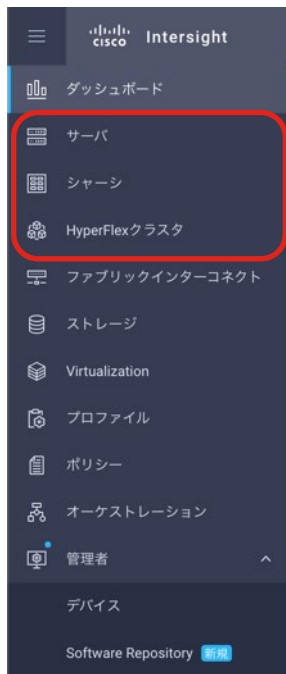 cisco Intersight
ダッシュボード
サーバ
シャーシ
HyperFlexクラスタ
ファブリックインターコネクト
ストレージ
Virtualization
プロファイル
ポリシー
オーケストレーション
管理者
デバイス
Software Repository 新規